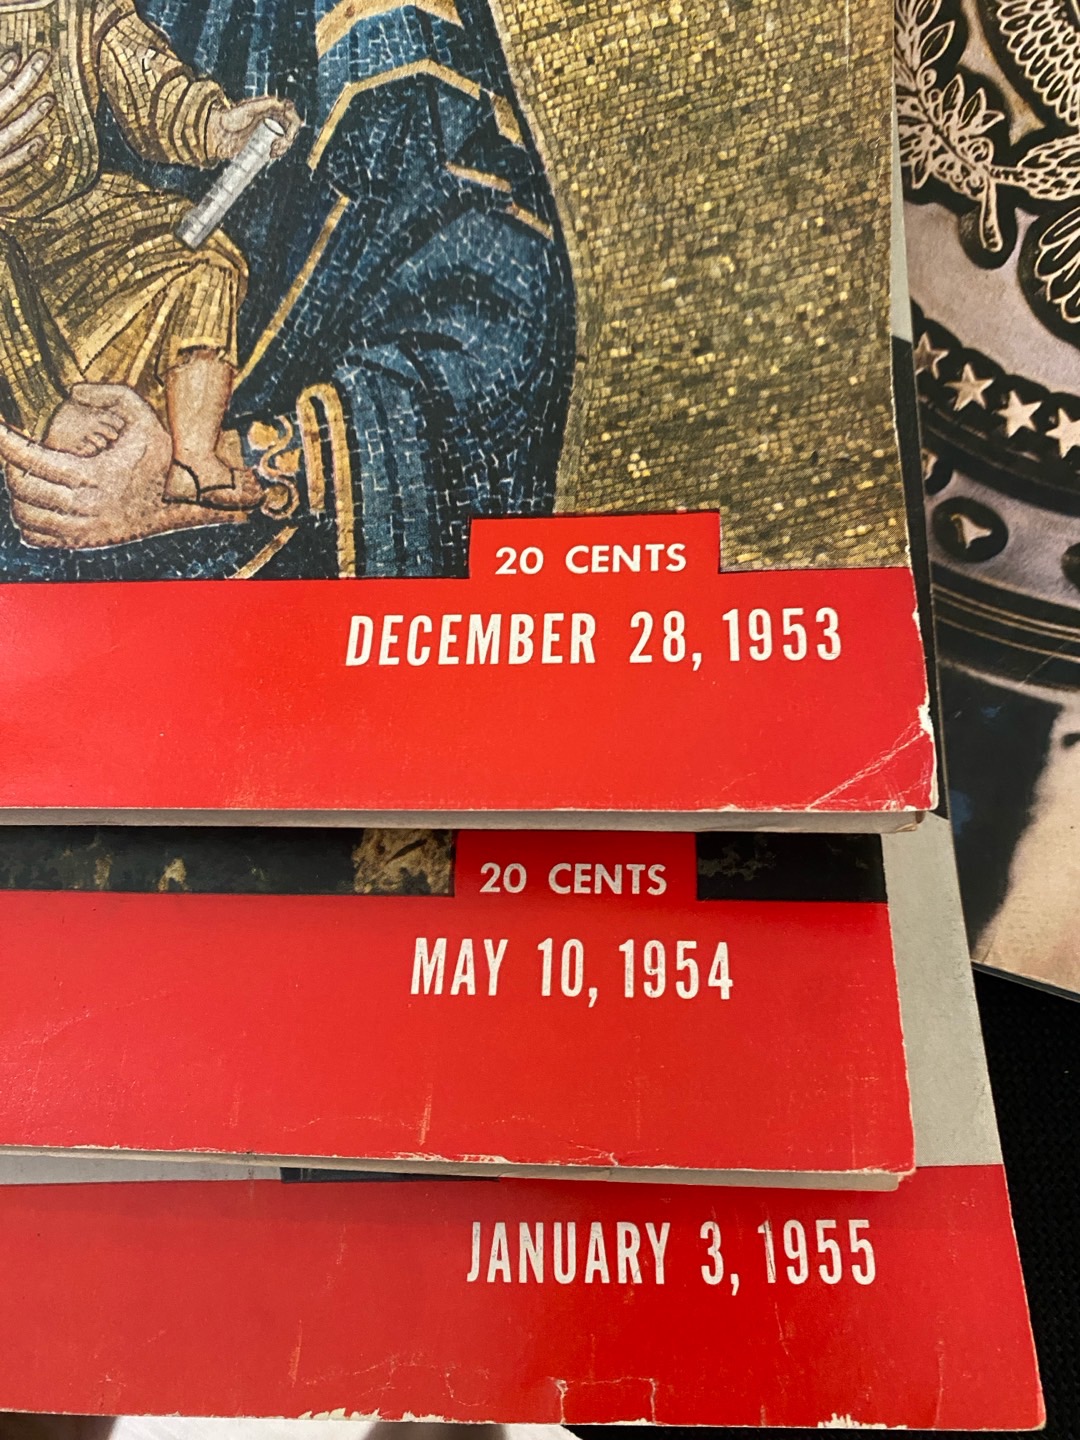 20 CENTS
DECEMBER 28, 1953
20 CENTS
MAY 10, 1954
JANUARY 3, 1955